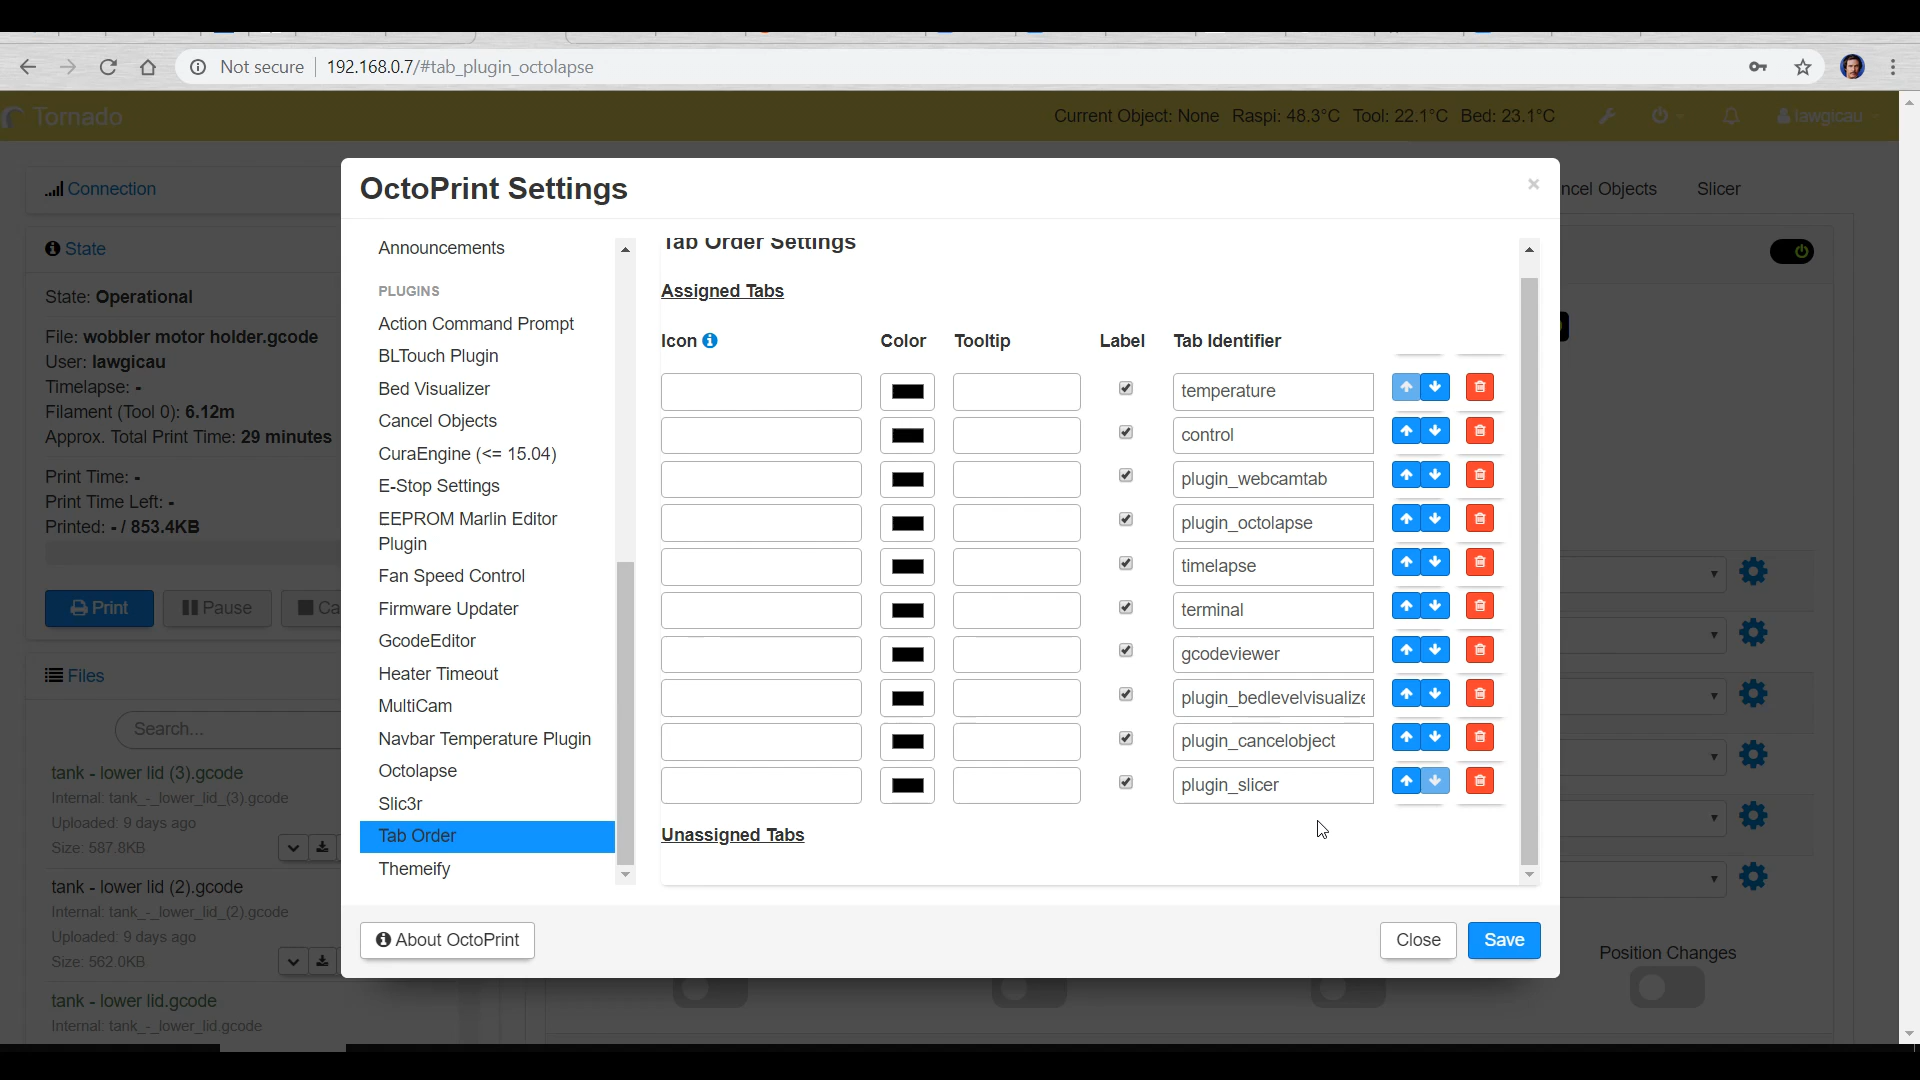 Not secure 192.168.0.7/#tab_plugin_octolapse
Tornado
Current Object: None Raspi: 48.3°C Tool: 22.1°C Bed: 23.1°C
lawgicau
Connection
OctoPrint Settings
×
ncel Objects
Slicer
State
State: Operational
File: wobbler motor holder.gcode
User: lawgicau
Timelapse: -
Filament (Tool 0): 6.12m
Approx. Total Print Time: 29 minutes
Print Time: -
Print Time Left: -
Printed: - / 853.4KB
Print
Pause
Ca
Files
Search...
tank - lower lid (3).gcode
Internal: tank_-_lower_lid_(3).gcode
Uploaded: 9 days ago
Size: 587.8KB
tank - lower lid (2).gcode
Internal: tank_-_lower_lid_(2).gcode
Uploaded: 9 days ago
Size: 562.0KB
tank - lower lid.gcode
Internal: tank_-_lower_lid.gcode
Announcements
PLUGINS
Action Command Prompt
BLTouch Plugin
Bed Visualizer
Cancel Objects
CuraEngine (<= 15.04)
E-Stop Settings
EEPROM Marlin Editor
Plugin
Fan Speed Control
Firmware Updater
GcodeEditor
Heater Timeout
MultiCam
Navbar Temperature Plugin
Octolapse
Slic3r
Tab Order
Themeify
Tab Order Settings
Assigned Tabs
Icon Color Tooltip Label Tab Identifier
temperature
control
plugin_webcamtab
plugin_octolapse
timelapse
terminal
gcodeviewer
plugin_bedlevelvisualize
plugin_cancelobject
plugin_slicer
Unassigned Tabs
About OctoPrint
Close
Save
Position Changes